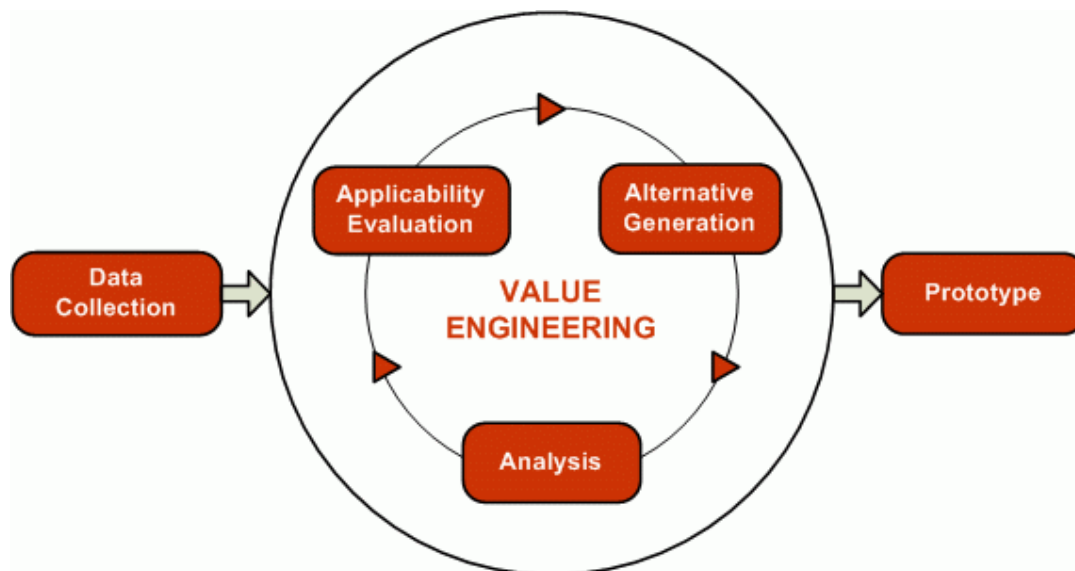 Data
Collection
Applicability
Evaluation
Alternative
Generation
VALUE
ENGINEERING
Analysis
Prototype